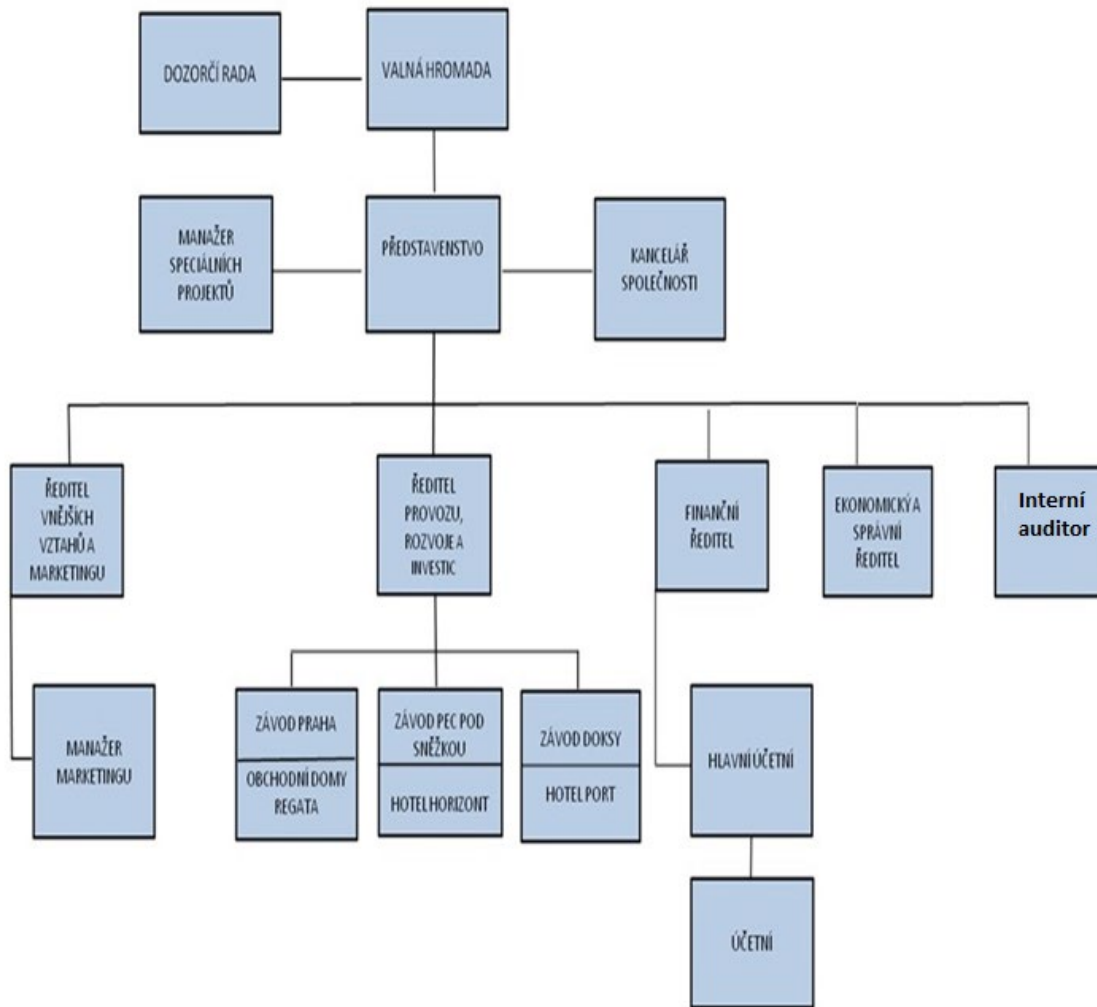 DOZORČÍ RADA
VALNÁ HROMADA
MANAŽER
SPECIÁLNÍCH
PROJEKTŮ
PŘEDSTAVENSTVO
KANCELÁŘ
SPOLEČNOSTI
ŘEDITEL
VNĚJŠÍCH
VZTAHŮ A
MARKETINGU
ŘEDITEL
PROVOZU,
ROZVOJE A
INVESTIC
FINANČNÍ
ŘEDITEL
EKONOMICKÝ A
SPRÁVNÍ
ŘEDITEL
Interní
auditor
MANAŽER
MARKETINGU
ZÁVOD PRAHA
OBCHODNÍ DOMY
REGATA
ZÁVOD PEC POD
SNĚŽKOU
HOTEL HORIZONT
ZÁVOD DOKSY
HOTEL PORT
HLAVNÍ ÚČETNÍ
ÚČETNÍ